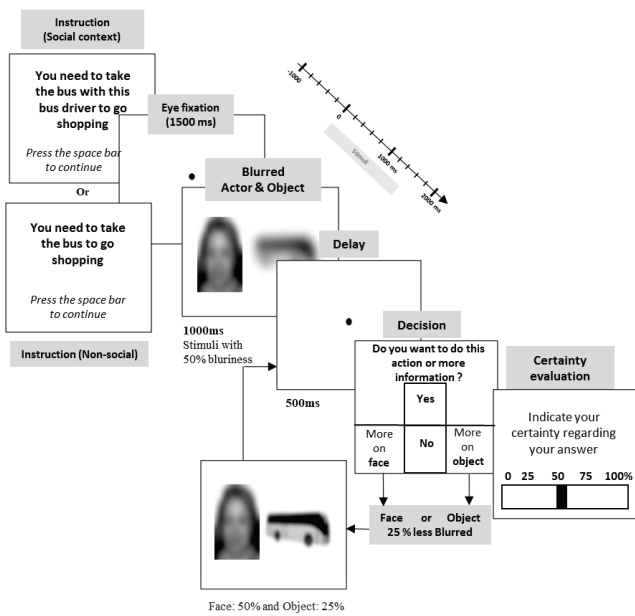 Instruction
(Social context)
You need to take
the bus with this
bus driver to go
shopping
Press the space bar
to continue
Or
You need to take
the bus to go
shopping
Press the space bar
to continue
Instruction (Non-social)
Eye fixation
(1500 ms)
-1000
0
1000 ms
2000 ms
Stimuli
Blurred
Actor & Object
1000ms
Stimuli with
50% bluriness
Delay
500ms
Decision
Do you want to do this
action or more
information ?
Yes
No
More
on
face
More
on
object
Certainty
evaluation
Indicate your
certainty regarding
your answer
0 25 50 75 100%
Face or Object
25 % less Blurred
Face: 50% and Object: 25%